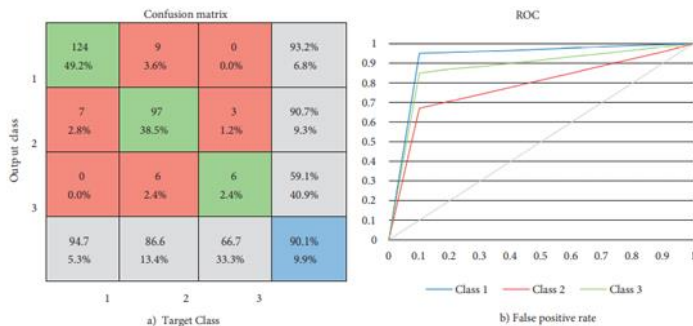 Confusion matrix
124 9 0 93.2%
49.2% 3.6% 0.0% 6.8%
1
7 97 3 90.7%
2.8% 38.5% 1.2% 9.3%
2
0 6 6 59.1%
0.0% 2.4% 2.4% 40.9%
3
94.7 86.6 66.7 90.1%
5.3% 13.4% 33.3% 9.9%
Output class
1 2 3
a) Target Class
ROC
1
0.9
0.8
0.7
0.6
0.5
0.4
0.3
0.2
0.1
0
0 0.1 0.2 0.3 0.4 0.5 0.6 0.7 0.8 0.9 1
Class 1 Class 2 Class 3
b) False positive rate